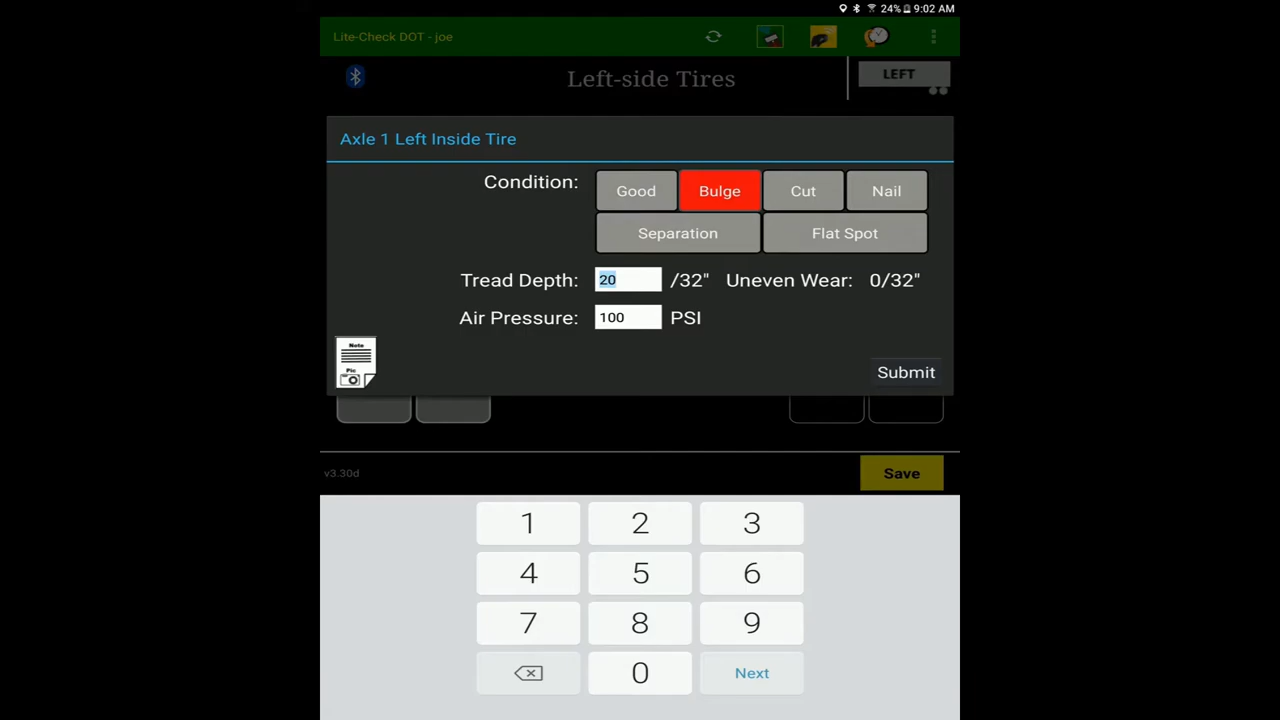 24% 9:02 AM
Lite-Check DOT - joe
Left-side Tires
LEFT
Axle 1 Left Inside Tire
Condition:
Good Bulge Cut Nail
Separation Flat Spot
Tread Depth: 20 /32" Uneven Wear: 0/32"
Air Pressure: 100 PSI
Note
Pic
Submit
v3.30d
Save
1 2 3
4 5 6
7 8 9
0 Next